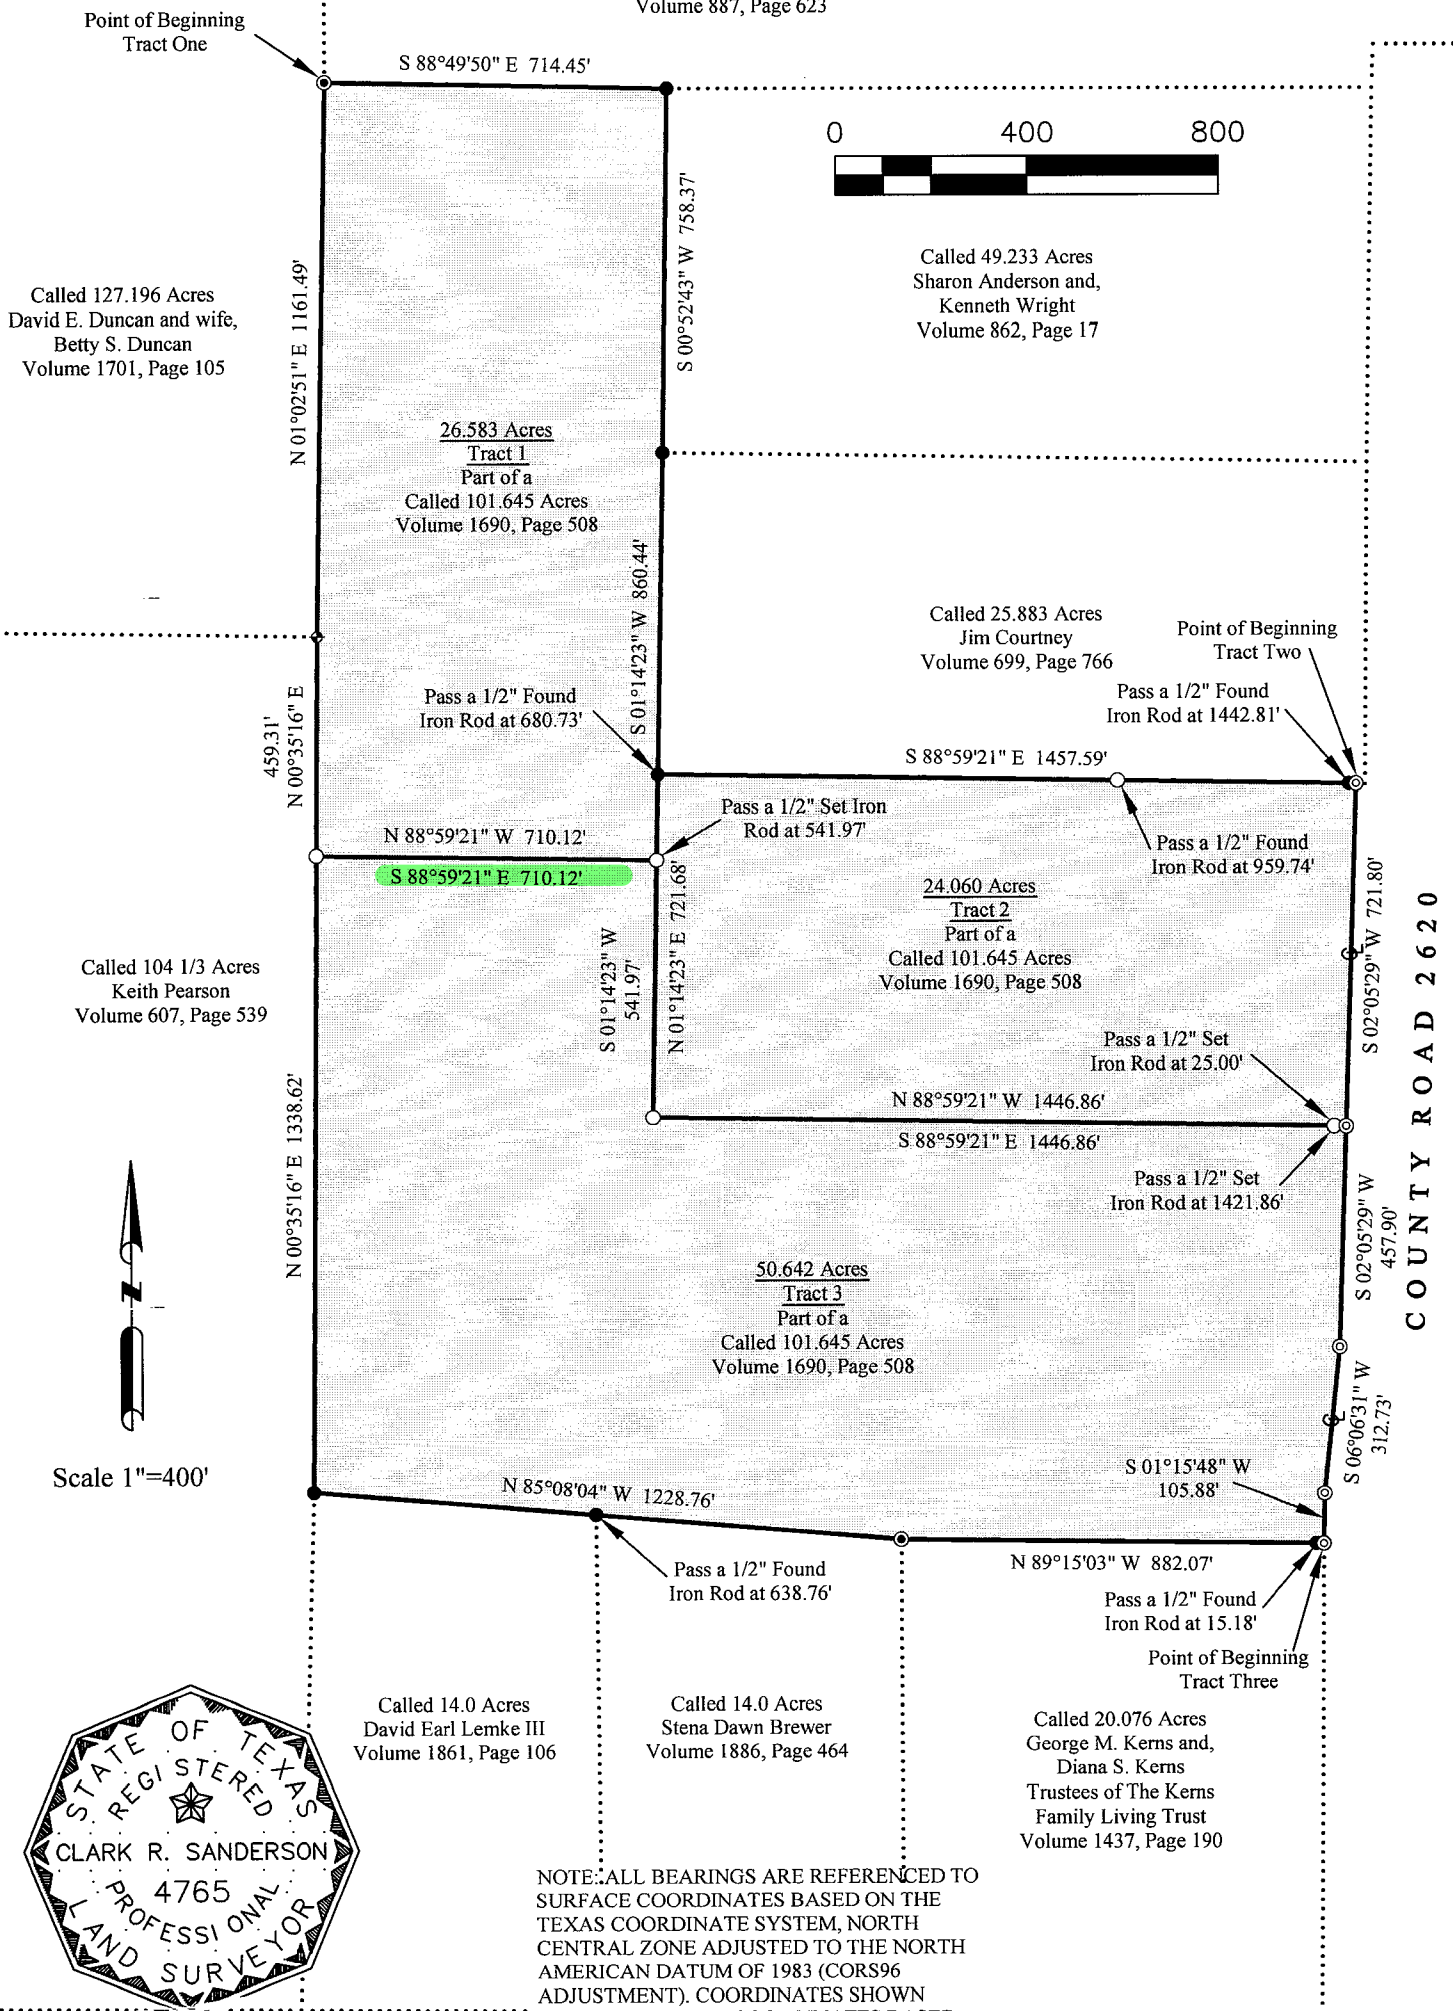 Volume 887, Page 623
Point of Beginning
Tract One
S 88°49'50" E 714.45'
0 400 800
S 00°52'43" W 758.37'
Called 49.233 Acres
Sharon Anderson and,
Kenneth Wright
Volume 862, Page 17
N 01°02'51" E 1161.49'
Called 127.196 Acres
David E. Duncan and wife,
Betty S. Duncan
Volume 1701, Page 105
26.583 Acres
Tract 1
Part of a
Called 101.645 Acres
Volume 1690, Page 508
S 01°14'23" W 860.44'
Called 25.883 Acres
Jim Courtney
Volume 699, Page 766
Point of Beginning
Tract Two
Pass a 1/2" Found
Iron Rod at 1442.81'
Pass a 1/2" Found
Iron Rod at 680.73'
459.31'
N 00°35'16" E
S 88°59'21" E 1457.59'
N 88°59'21" W 710.12'
S 88°59'21" E 710.12'
Pass a 1/2" Set Iron
Rod at 541.97'
Pass a 1/2" Found
Iron Rod at 959.74'
24.060 Acres
Tract 2
Part of a
Called 101.645 Acres
Volume 1690, Page 508
S 02°05'29" W 721.80'
COUNTY ROAD 2620
Called 104 1/3 Acres
Keith Pearson
Volume 607, Page 539
S 01°14'23" W
541.97'
N 01°14'23" E 721.68'
Pass a 1/2" Set
Iron Rod at 25.00'
N 88°59'21" W 1446.86'
S 88°59'21" E 1446.86'
Pass a 1/2" Set
Iron Rod at 1421.86'
N 00°35'16" E 1338.62'
S 02°05'29" W
457.90'
50.642 Acres
Tract 3
Part of a
Called 101.645 Acres
Volume 1690, Page 508
N
Scale 1"=400'
S 06°06'31" W
312.73'
S 01°15'48" W
105.88'
N 85°08'04" W 1228.76'
N 89°15'03" W 882.07'
Pass a 1/2" Found
Iron Rod at 638.76'
Pass a 1/2" Found
Iron Rod at 15.18'
Point of Beginning
Tract Three
Called 14.0 Acres
David Earl Lemke III
Volume 1861, Page 106
Called 14.0 Acres
Stena Dawn Brewer
Volume 1886, Page 464
Called 20.076 Acres
George M. Kerns and,
Diana S. Kerns
Trustees of The Kerns
Family Living Trust
Volume 1437, Page 190
STATE OF TEXAS
REGISTERED
CLARK R. SANDERSON
4765
PROFESSIONAL
LAND SURVEYOR
NOTE: ALL BEARINGS ARE REFERENCED TO
SURFACE COORDINATES BASED ON THE
TEXAS COORDINATE SYSTEM, NORTH
CENTRAL ZONE ADJUSTED TO THE NORTH
AMERICAN DATUM OF 1983 (CORS96
ADJUSTMENT). COORDINATES SHOWN